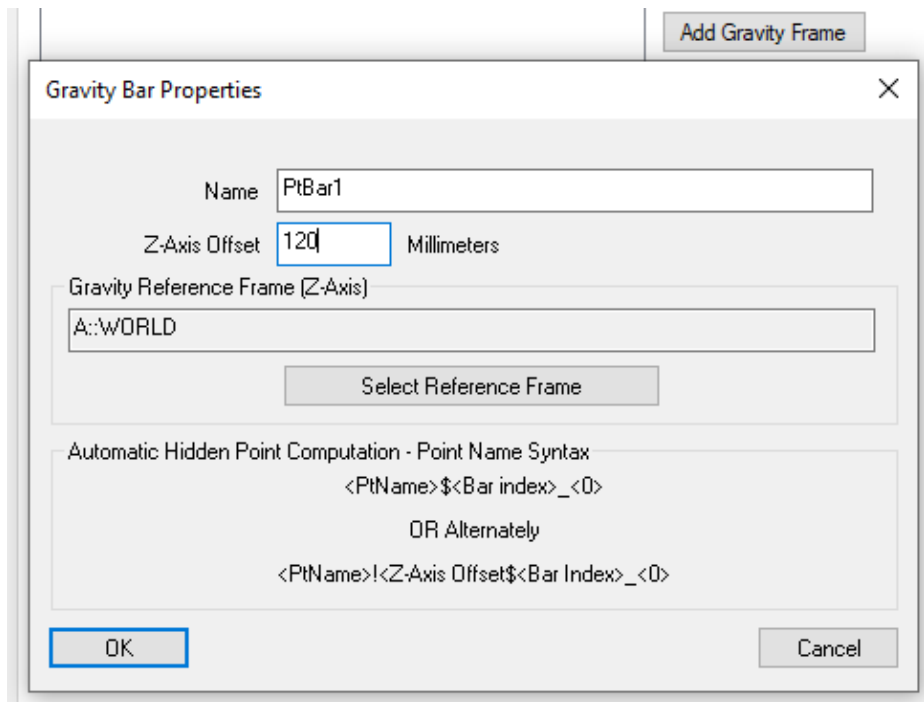 Add Gravity Frame
Gravity Bar Properties
Name PtBar1
Z-Axis Offset 120 Millimeters
Gravity Reference Frame (Z-Axis)
A::WORLD
Select Reference Frame
Automatic Hidden Point Computation - Point Name Syntax
<PtName>$<Bar index>_<0>
OR Alternately
<PtName>!<Z-Axis Offset$<Bar Index>_<0>
OK Cancel